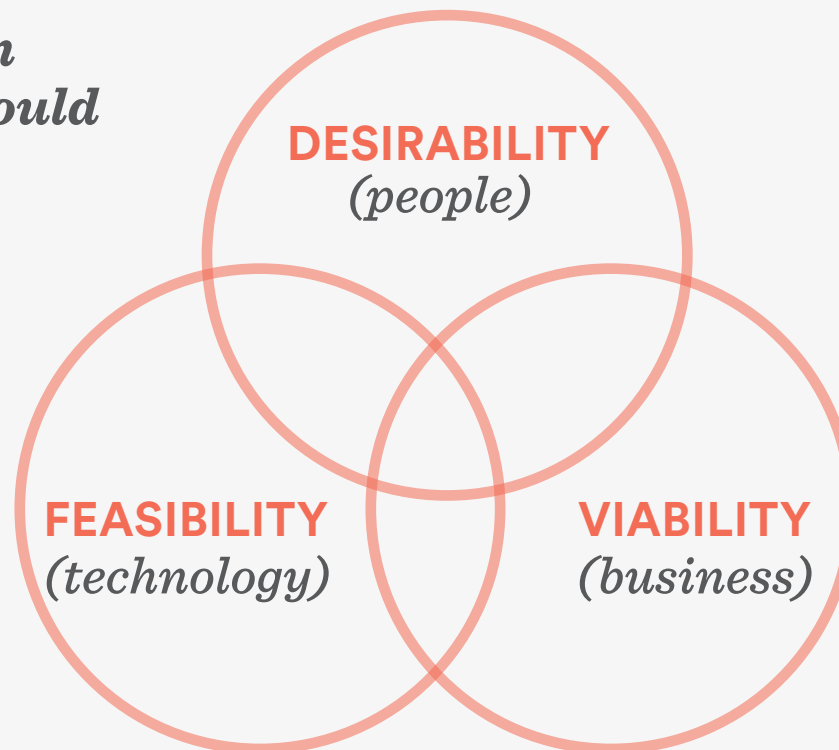 DESIRABILITY
(people)
FEASIBILITY
(technology)
VIABILITY
(business)